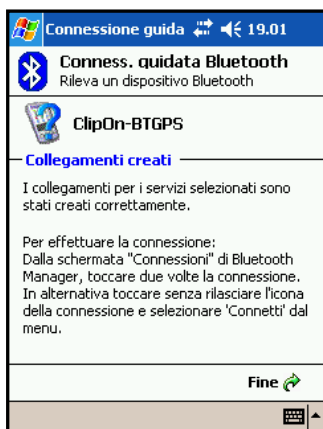 Connessione guida 19.01
Conness. guidata Bluetooth
Rileva un dispositivo Bluetooth
ClipOn-BTGPS
Collegamenti creati
I collegamenti per i servizi selezionati sono
stati creati correttamente.
Per effettuare la connessione:
Dalla schermata "Connessioni" di Bluetooth
Manager, toccare due volte la connessione.
In alternativa toccare senza rilasciare l'icona
della connessione e selezionare 'Connetti' dal
menu.
Fine